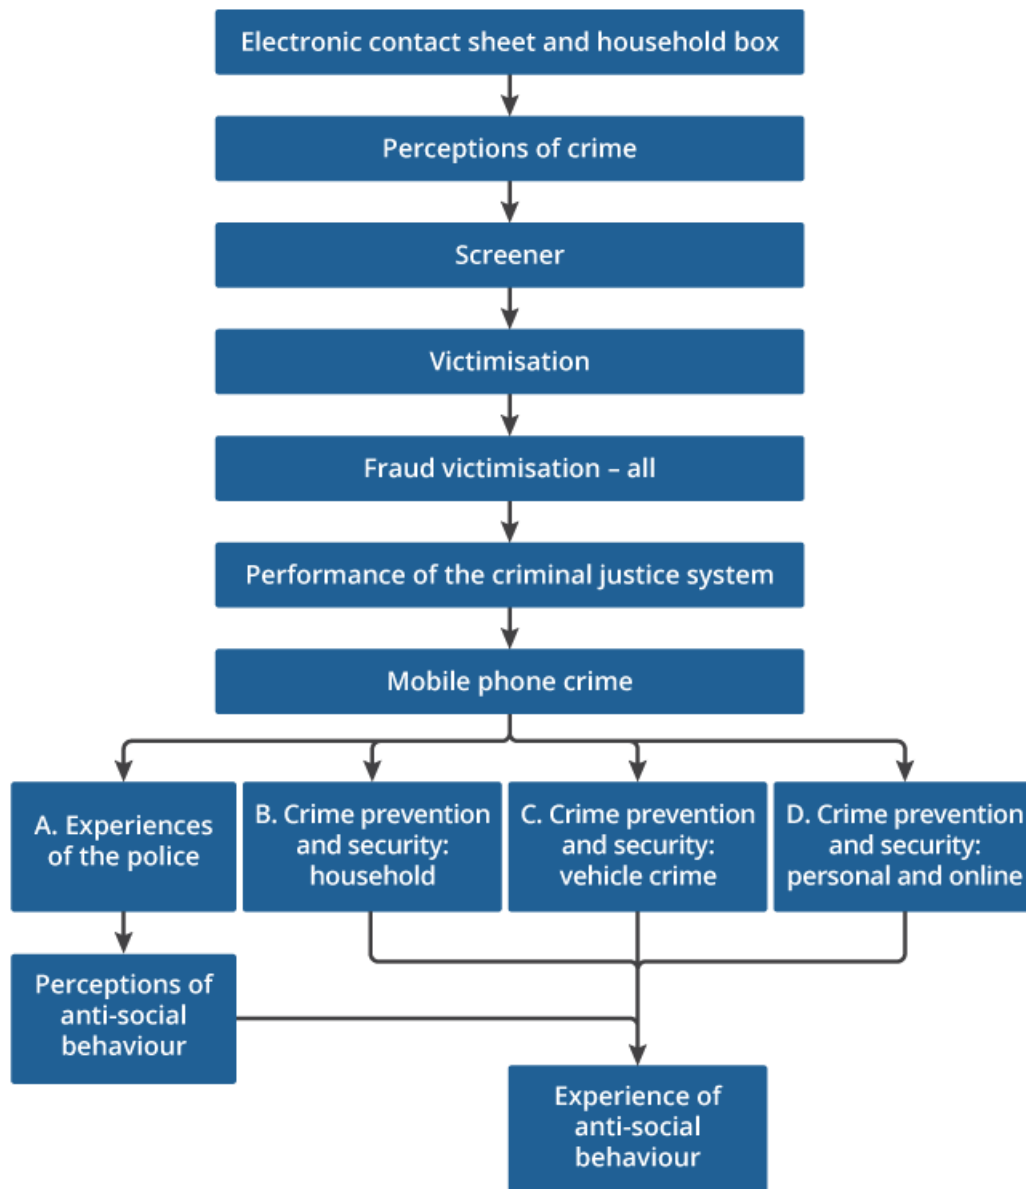 Electronic contact sheet and household box
Perceptions of crime
Screener
Victimisation
Fraud victimisation – all
Performance of the criminal justice system
Mobile phone crime
A. Experiences
of the police
B. Crime prevention
and security:
household
C. Crime prevention
and security:
vehicle crime
D. Crime prevention
and security:
personal and online
Perceptions of
anti-social
behaviour
Experience of
anti-social
behaviour